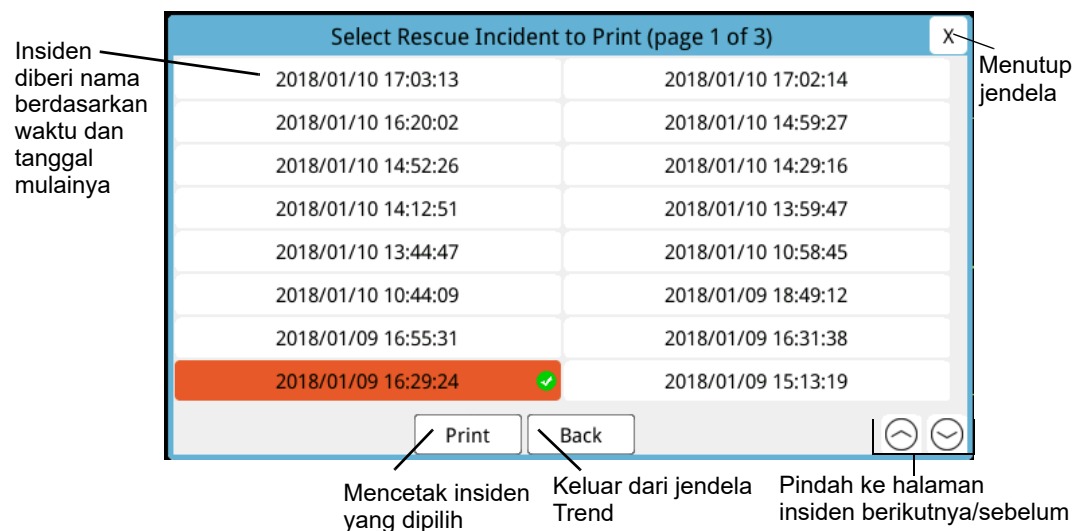 Select Rescue Incident to Print (page 1 of 3)
X
Insiden
diberi nama
berdasarkan
waktu dan
tanggal
mulainya
Menutup
jendela
2018/01/10 17:03:13 2018/01/10 17:02:14
2018/01/10 16:20:02 2018/01/10 14:59:27
2018/01/10 14:52:26 2018/01/10 14:29:16
2018/01/10 14:12:51 2018/01/10 13:59:47
2018/01/10 13:44:47 2018/01/10 10:58:45
2018/01/10 10:44:09 2018/01/09 18:49:12
2018/01/09 16:55:31 2018/01/09 16:31:38
2018/01/09 16:29:24 2018/01/09 15:13:19
Print Back
Mencetak insiden
yang dipilih
Keluar dari jendela
Trend
Pindah ke halaman
insiden berikutnya/sebelum